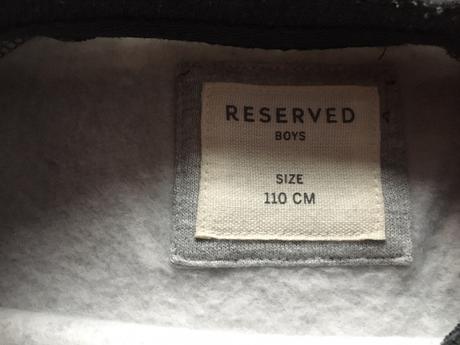 RESERVED
BOYS
SIZE
110 CM